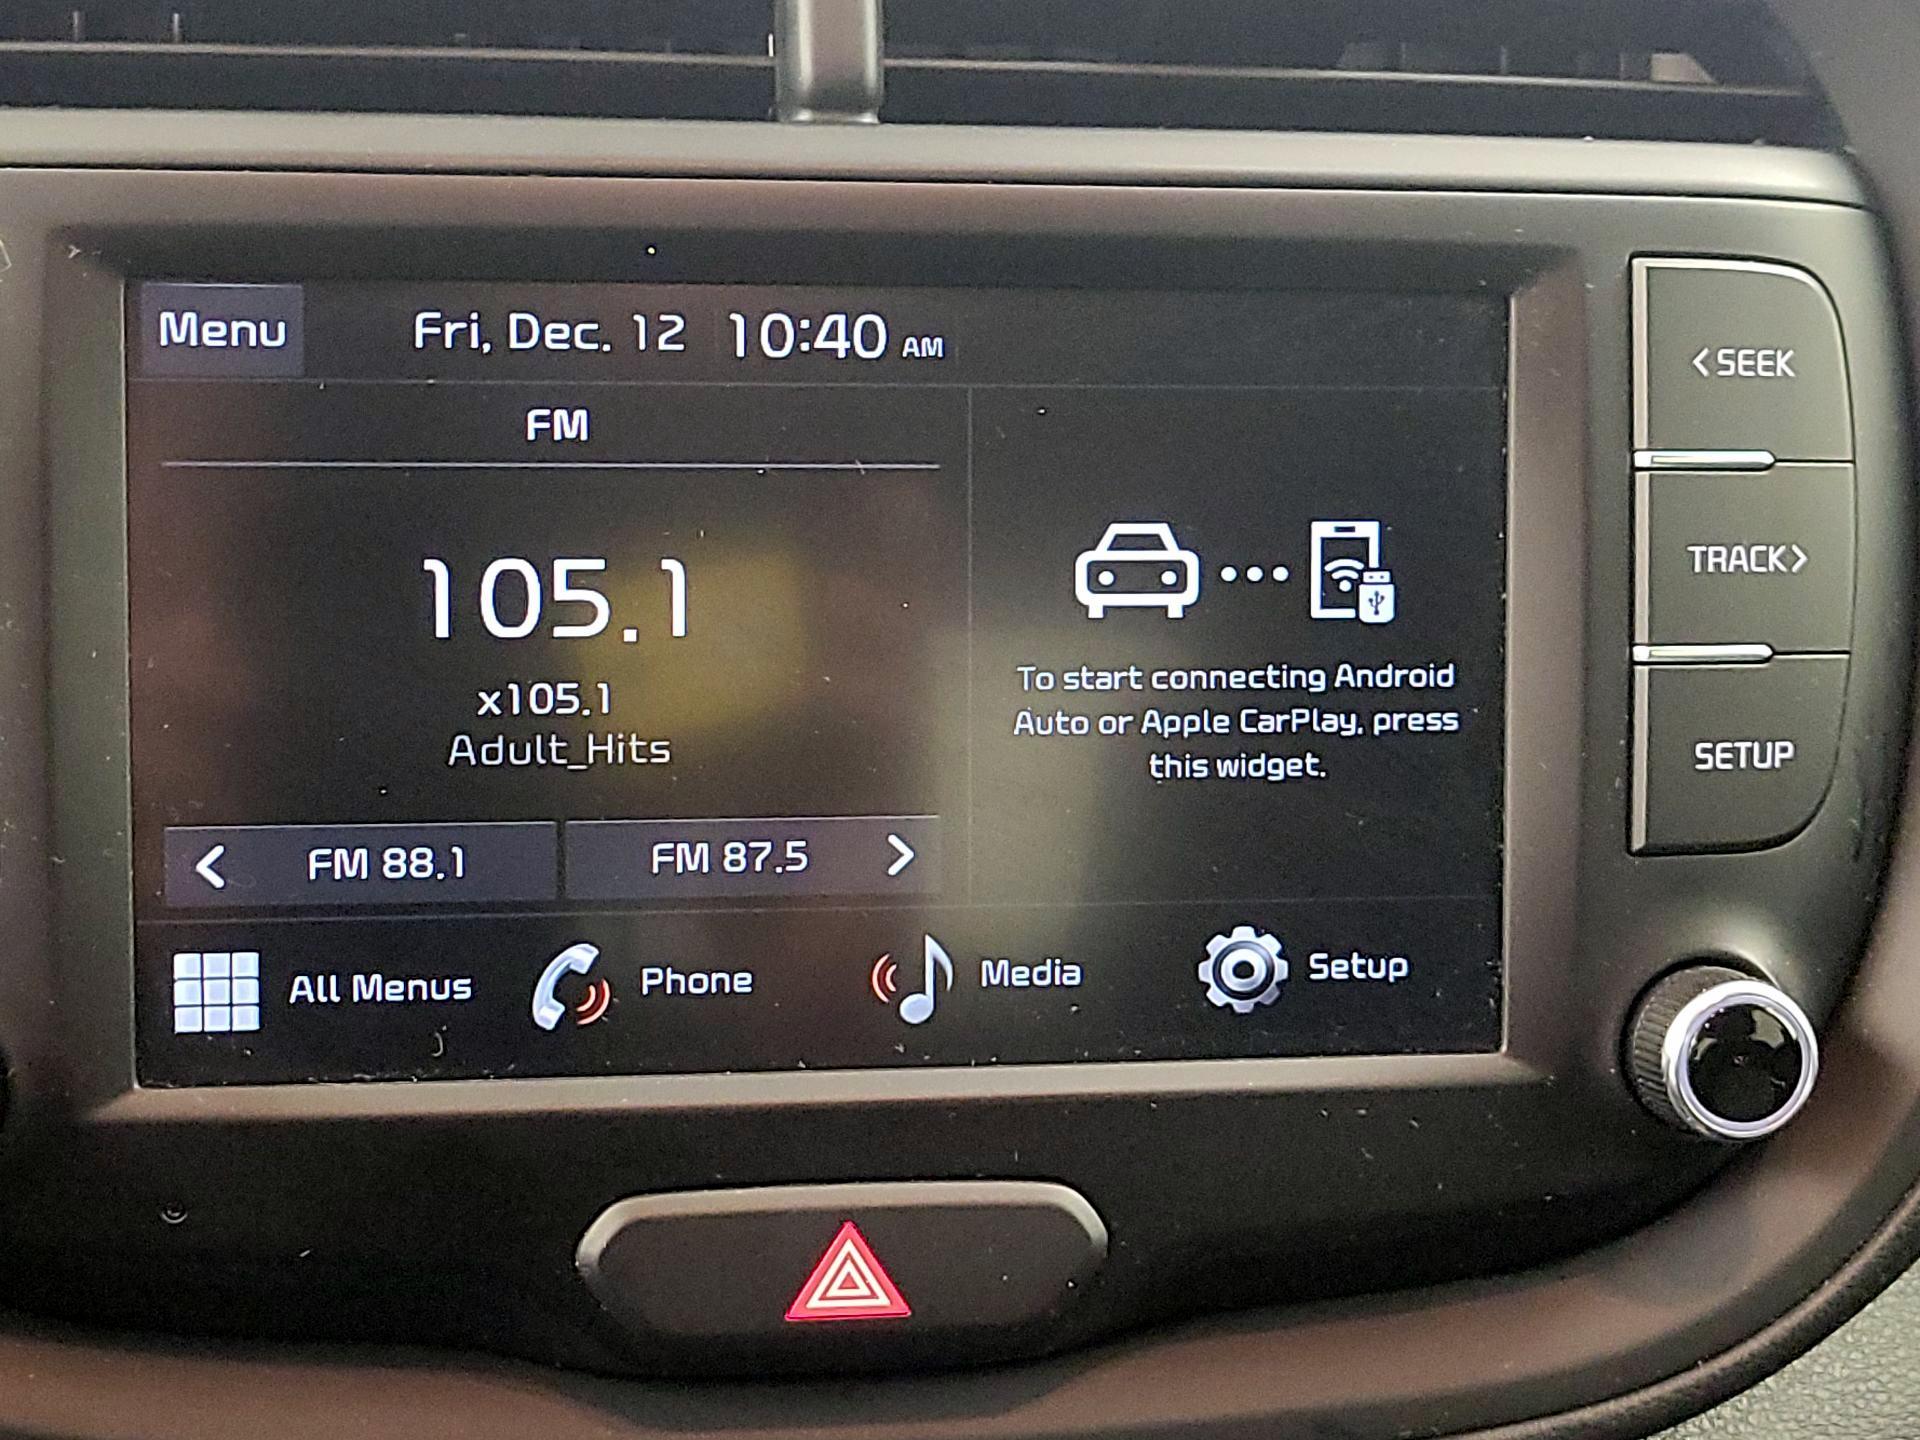 Menu
Fri, Dec. 12 10:40 AM
FM
105.1
x105.1
Adult_Hits
FM 88.1
FM 87.5
To start connecting Android
Auto or Apple CarPlay, press
this widget.
All Menus
Phone
Media
Setup
<SEEK
TRACK>
SETUP